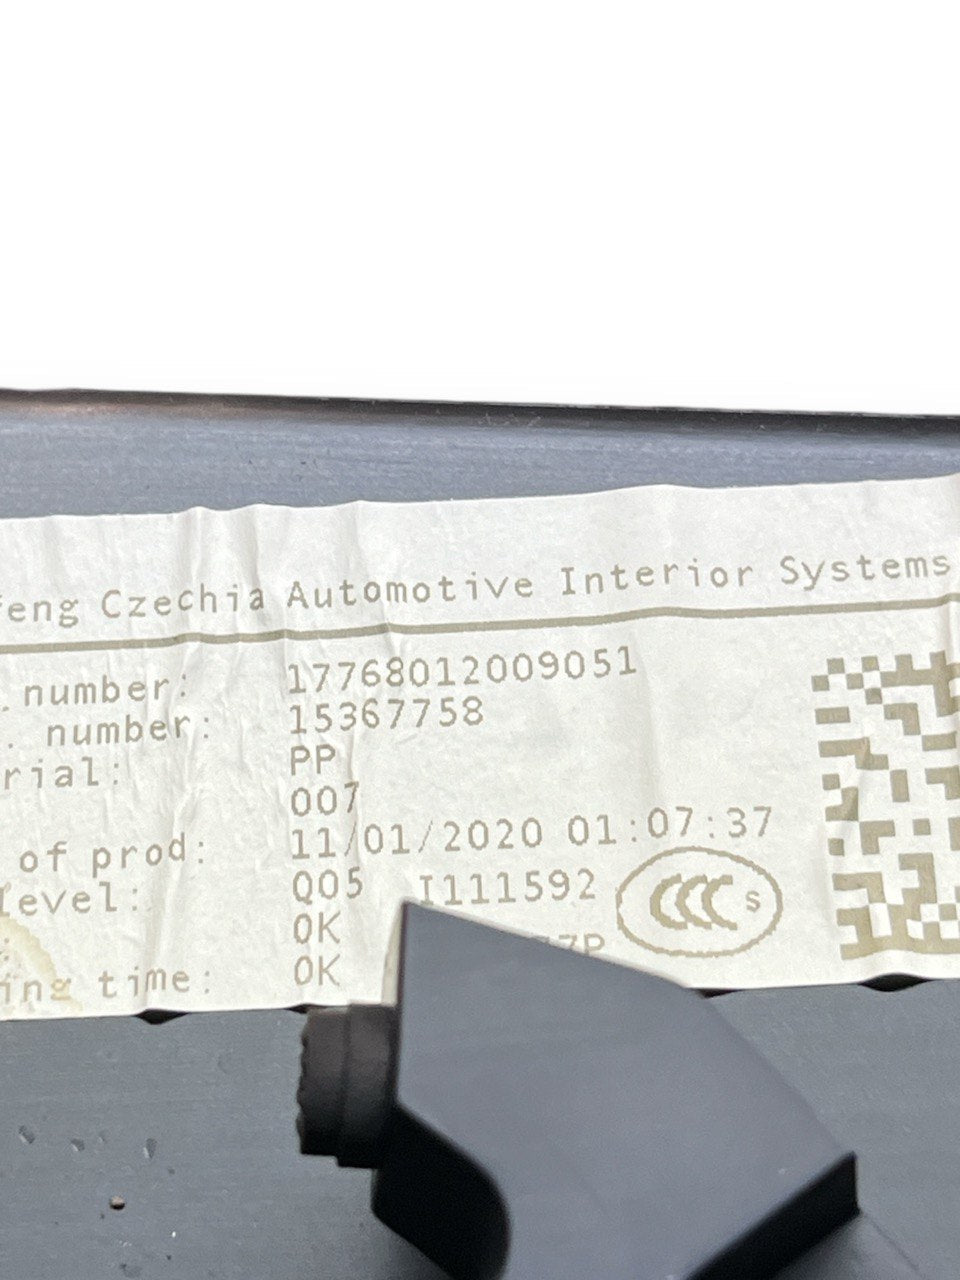 feng Czechia Automotive Interior Systems
. number: 17768012009051
. number: 15367758
rial: PP
007
of prod: 11/01/2020 01:07:37
level: Q05 I111592
: OK
ing time: OK
CCC S